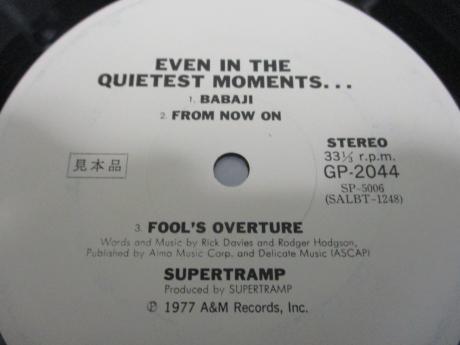 EVEN IN THE
QUIETEST MOMENTS...
1. BABAJI
2. FROM NOW ON
STEREO
33⅓ r.p.m.
GP-2044
SP-5006
(SALBT-1248)
見本品
3. FOOL'S OVERTURE
Words and Music by Rick Davies and Rodger Hodgson,
Published by Almo Music Corp. and Delicate Music (ASCAP)
SUPERTRAMP
Produced by SUPERTRAMP
℗ 1977 A&M Records, Inc.